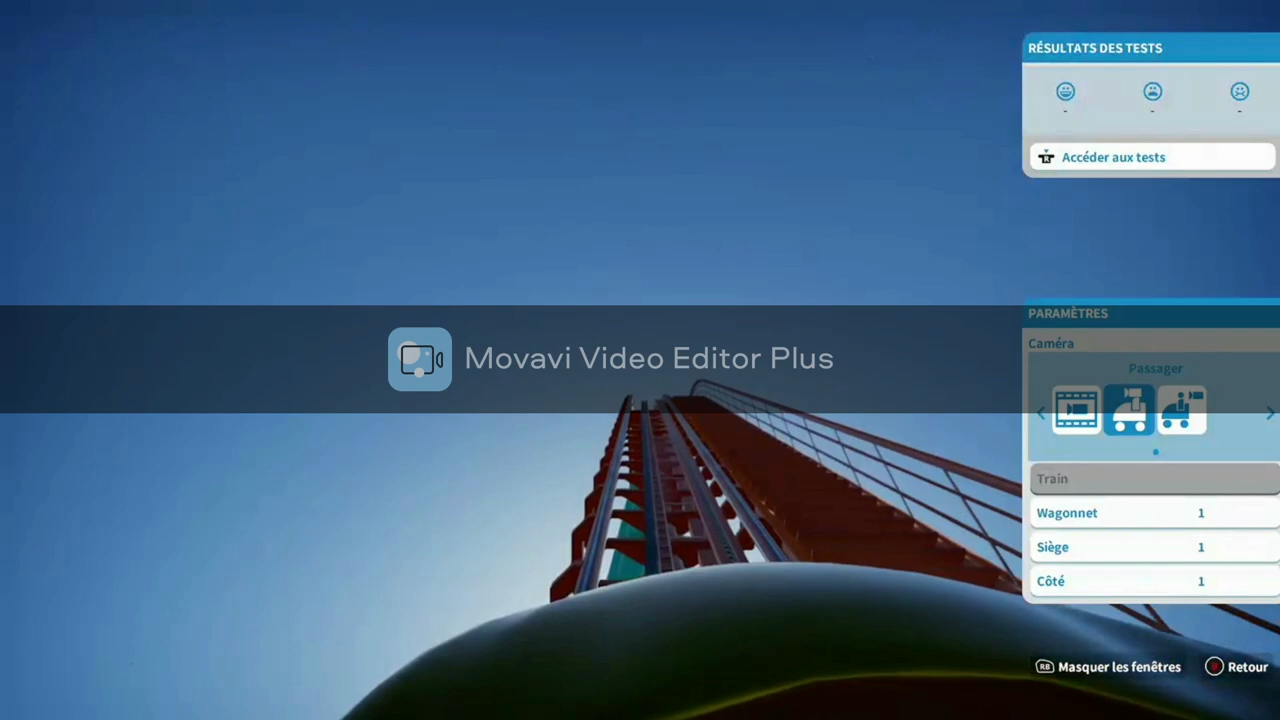 RÉSULTATS DES TESTS
-
-
-
Accéder aux tests
PARAMÈTRES
Caméra
Passager
Movavi Video Editor Plus
Train
Wagonnet 1
Siège 1
Côté 1
RB Masquer les fenêtres B Retour